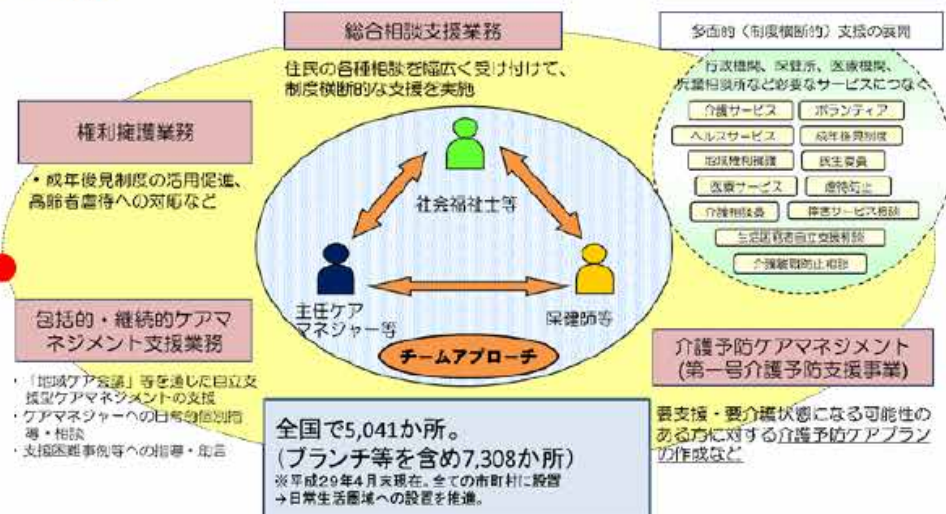 総合相談支援業務
住民の各種相談を幅広く受け付けて、
制度横断的な支援を実施
多面的（制度横断的）支援の展開
行政機関、保健所、医療機関、
児童相談所など必要なサービスにつなぐ
介護サービス
ボランティア
ヘルスサービス
成年後見制度
地域権利擁護
民生委員
医療サービス
虐待防止
介護相談員
障害サービス相談
生活困窮者自立支援相談
介護離職防止相談
権利擁護業務
・成年後見制度の活用促進、
高齢者虐待への対応など
社会福祉士等
主任ケア
マネジャー等
保健師等
チームアプローチ
包括的・継続的ケアマ
ネジメント支援業務
・「地域ケア会議」等を通じた自立支
援型ケアマネジメントの支援
・ケアマネジャーへの日常的個別指
導・相談
・支援困難事例等への指導・助言
介護予防ケアマネジメント
(第一号介護予防支援事業)
要支援・要介護状態になる可能性の
ある方に対する介護予防ケアプラン
の作成など
全国で5,041か所。
(ブランチ等を含め7,308か所)
※平成29年4月末現在。全ての市町村に設置
→日常生活圏域への設置を推進。